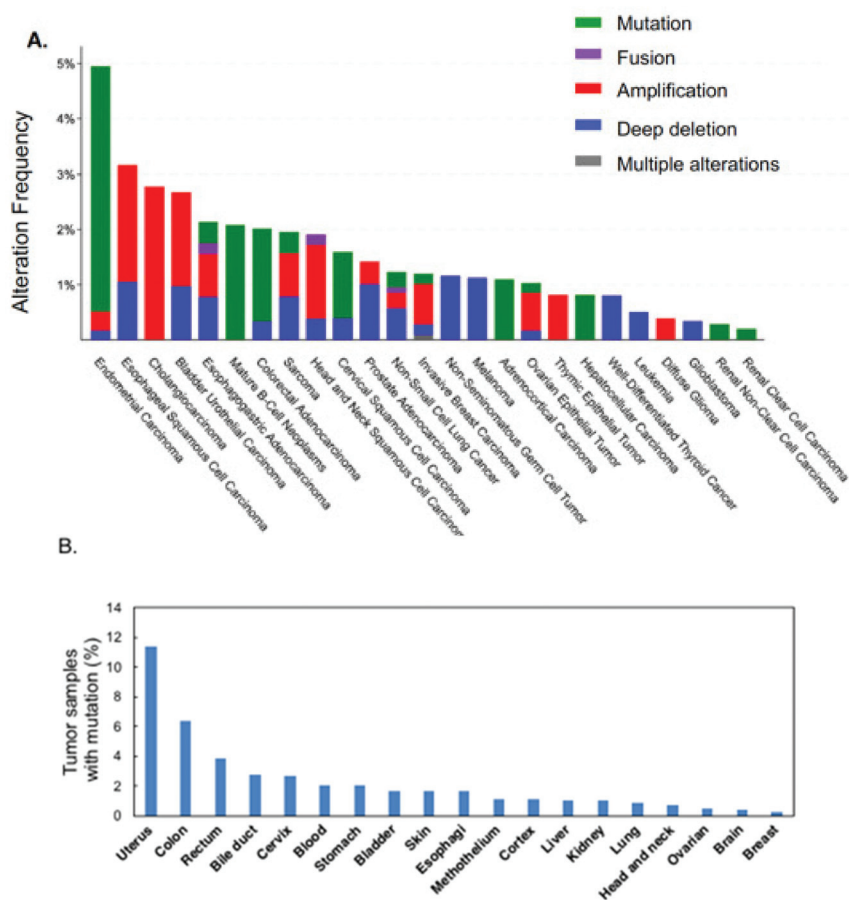 A.
Mutation
Fusion
Amplification
Deep deletion
Multiple alterations
Alteration Frequency
5%
4%
3%
2%
1%
Endometrial Carcinoma
Esophageal Squamous Cell Carcinoma
Cholangiocarcinoma
Bladder Urothelial Carcinoma
Esophagogastric Adenocarcinoma
Mature B-Cell Neoplasms
Colorectal Adenocarcinoma
Sarcoma
Head and Neck Squamous Cell Carcinor
Cervical Squamous Cell Carcinoma
Prostate Adenocarcinoma
Non-Small Cell Lung Cancer
Invasive Breast Carcinoma
Non-Seminomatous Germ Cell Tumor
Melanoma
Adrenocortical Carcinoma
Ovarian Epithelial Tumor
Thymic Epithelial Tumor
Hepatocellular Carcinoma
Well-Differentiated Thyroid Cancer
Leukemia
Diffuse Glioma
Glioblastoma
Renal Non-Clear Cell Carcinoma
Renal Clear Cell Carcinoma
B.
Tumor samples
with mutation (%)
14
12
10
8
6
4
2
0
Uterus
Colon
Rectum
Bile duct
Cervix
Blood
Stomach
Bladder
Skin
Esophagi
Methothelium
Cortex
Liver
Kidney
Lung
Head and neck
Ovarian
Brain
Breast